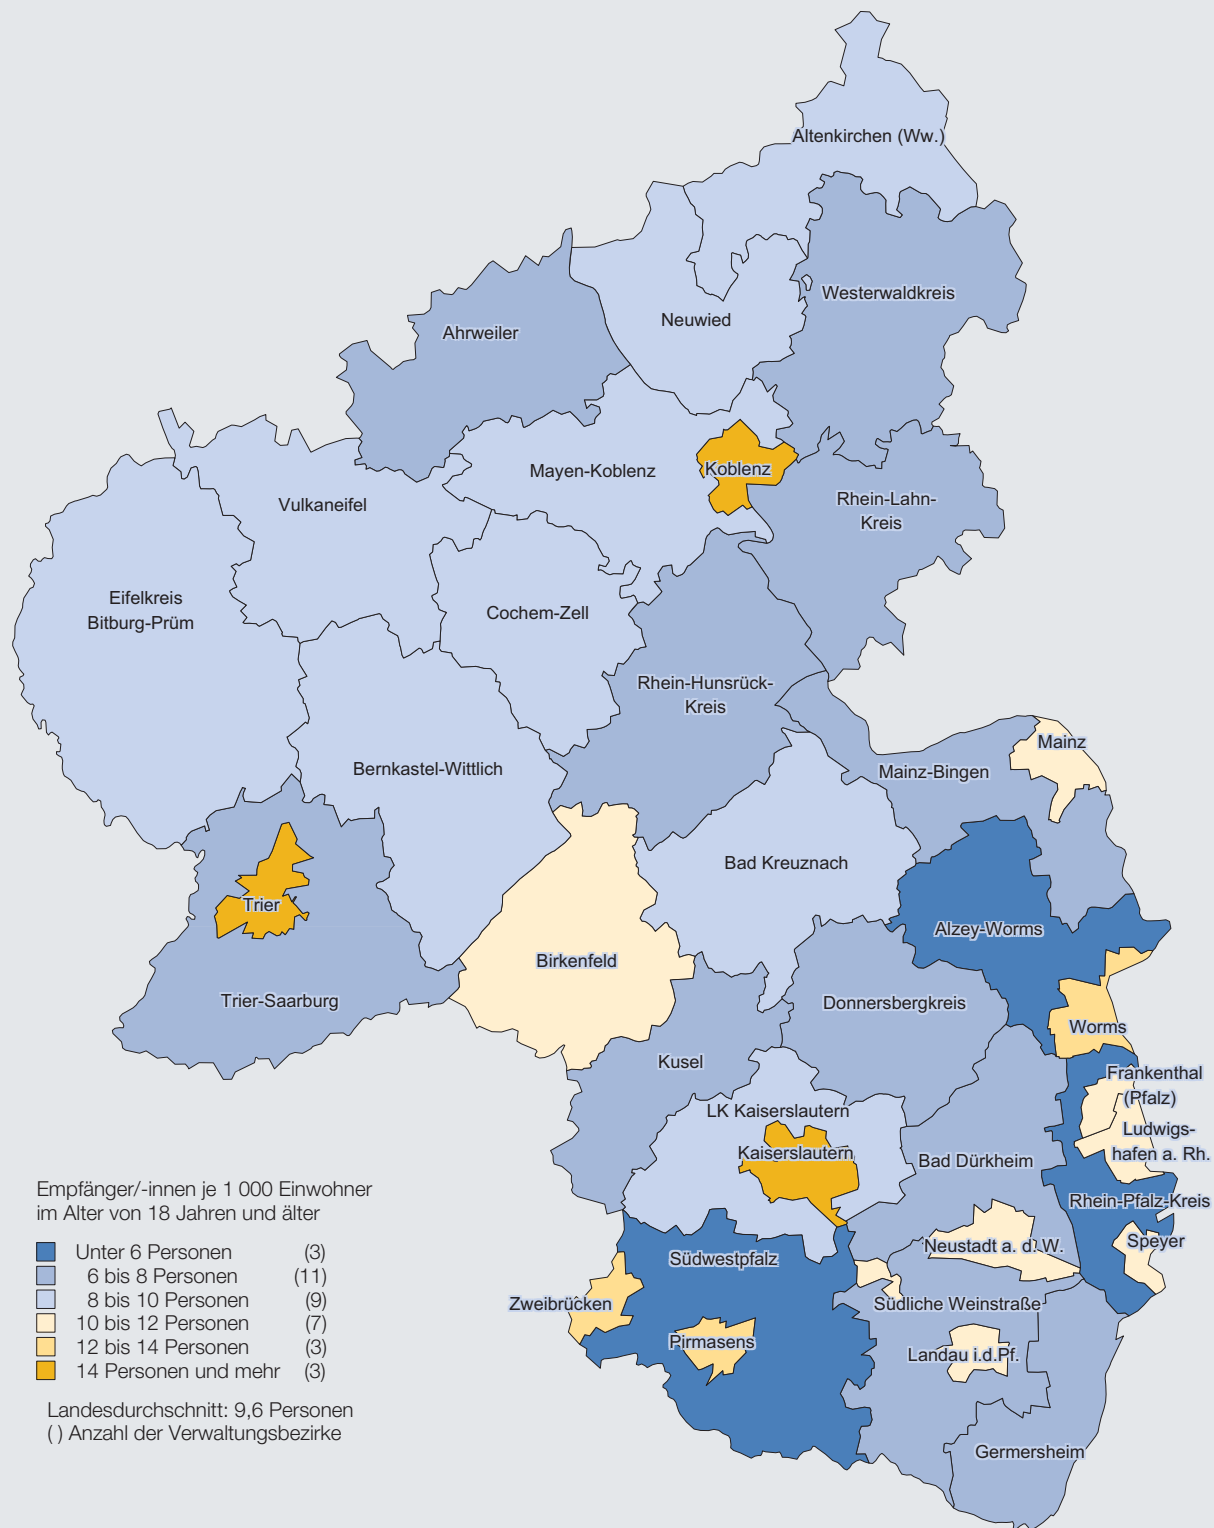 Altenkirchen (Ww.)
Westerwaldkreis
Neuwied
Ahrweiler
Mayen-Koblenz
Koblenz
Vulkaneifel
Rhein-Lahn-
Kreis
Eifelkreis
Bitburg-Prüm
Cochem-Zell
Rhein-Hunsrück-
Kreis
Mainz
Bernkastel-Wittlich
Mainz-Bingen
Bad Kreuznach
Trier
Alzey-Worms
Birkenfeld
Trier-Saarburg
Donnersbergkreis
Worms
Kusel
Frankenthal
(Pfalz)
LK Kaiserslautern
Ludwigs-
hafen a. Rh.
Kaiserslautern
Bad Dürkheim
Rhein-Pfalz-Kreis
Speyer
Neustadt a. d. W.
Südwestpfalz
Zweibrücken
Südliche Weinstraße
Pirmasens
Landau i.d.Pf.
Germersheim
Empfänger/-innen je 1 000 Einwohner
im Alter von 18 Jahren und älter
Unter 6 Personen (3)
6 bis 8 Personen (11)
8 bis 10 Personen (9)
10 bis 12 Personen (7)
12 bis 14 Personen (3)
14 Personen und mehr (3)
Landesdurchschnitt: 9,6 Personen
( ) Anzahl der Verwaltungsbezirke